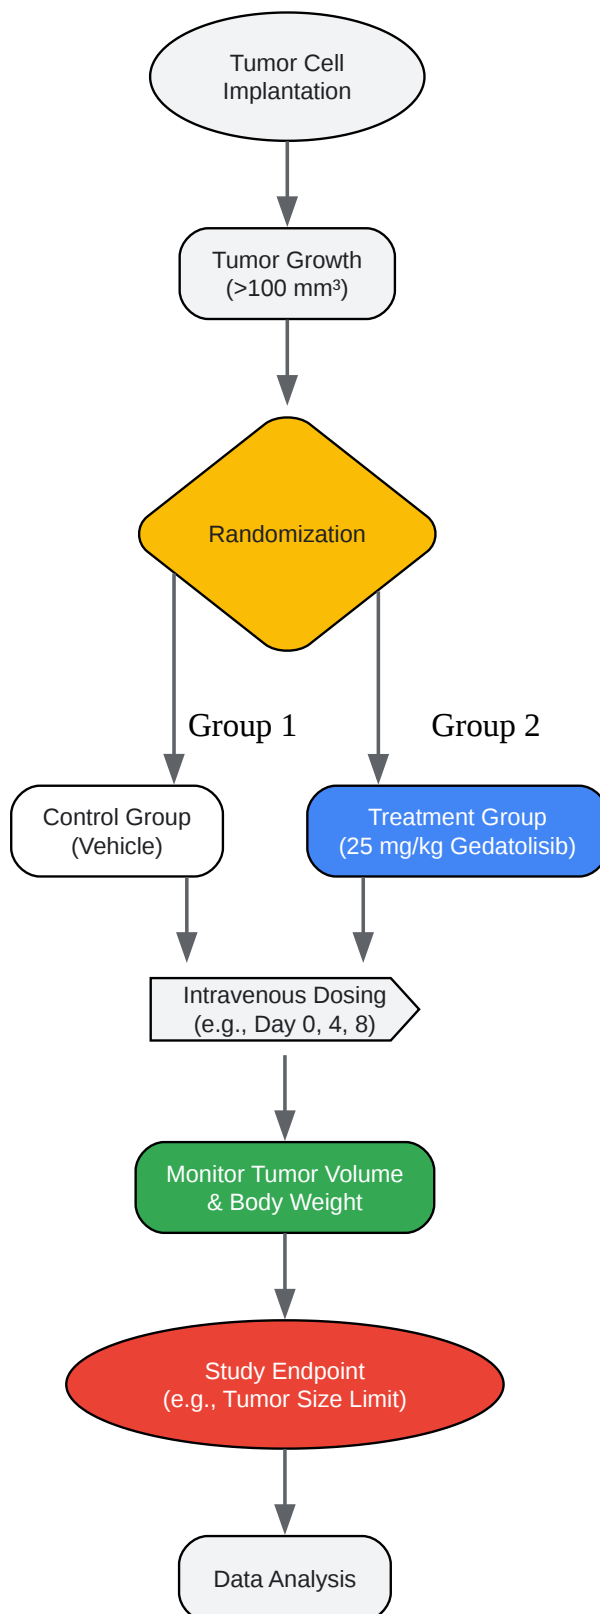 Tumor Cell
Implantation
Tumor Growth
(>100 mm³)
Randomization
Group 1
Group 2
Control Group
(Vehicle)
Treatment Group
(25 mg/kg Gedatolisib)
Intravenous Dosing
(e.g., Day 0, 4, 8)
Monitor Tumor Volume
& Body Weight
Study Endpoint
(e.g., Tumor Size Limit)
Data Analysis